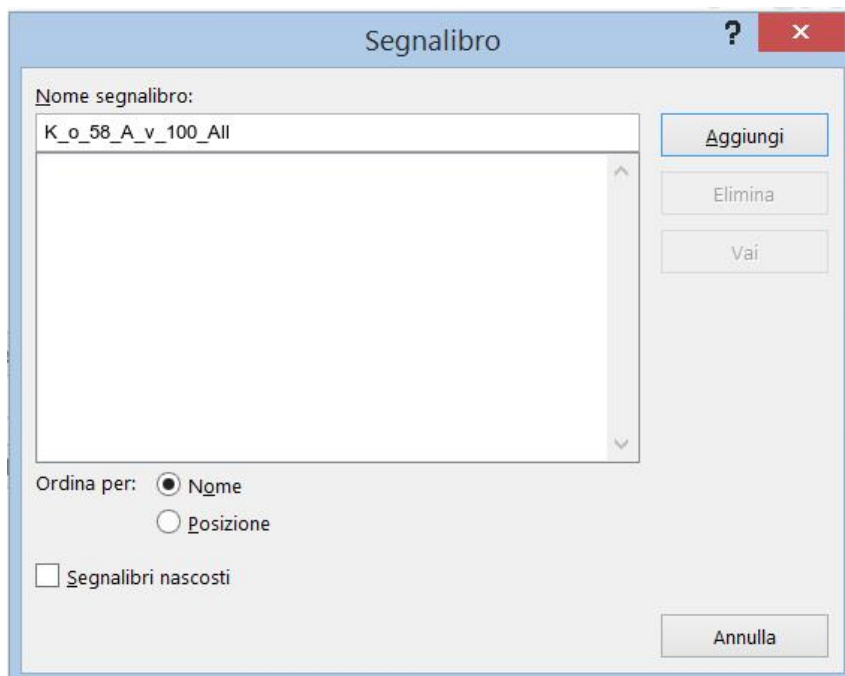 Segnalibro
? ×
Nome segnalibro:
K_o_58_A_v_100_All
Aggiungi
Elimina
Vai
Ordina per:
Nome
Posizione
Segnalibri nascosti
Annulla